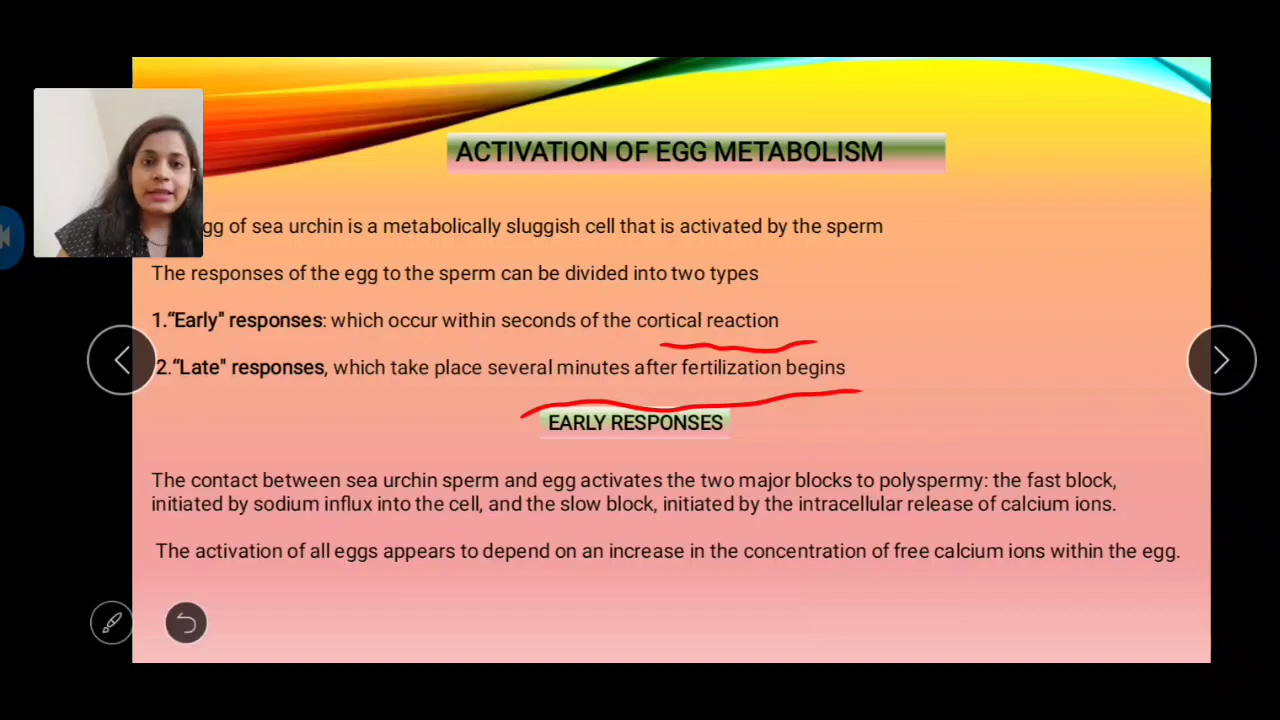 ACTIVATION OF EGG METABOLISM
of sea urchin is a metabolically sluggish cell that is activated by the sperm
The responses of the egg to the sperm can be divided into two types
1.“Early" responses: which occur within seconds of the cortical reaction
2.“Late" responses, which take place several minutes after fertilization begins
EARLY RESPONSES
The contact between sea urchin sperm and egg activates the two major blocks to polyspermy: the fast block,
initiated by sodium influx into the cell, and the slow block, initiated by the intracellular release of calcium ions.
The activation of all eggs appears to depend on an increase in the concentration of free calcium ions within the egg.